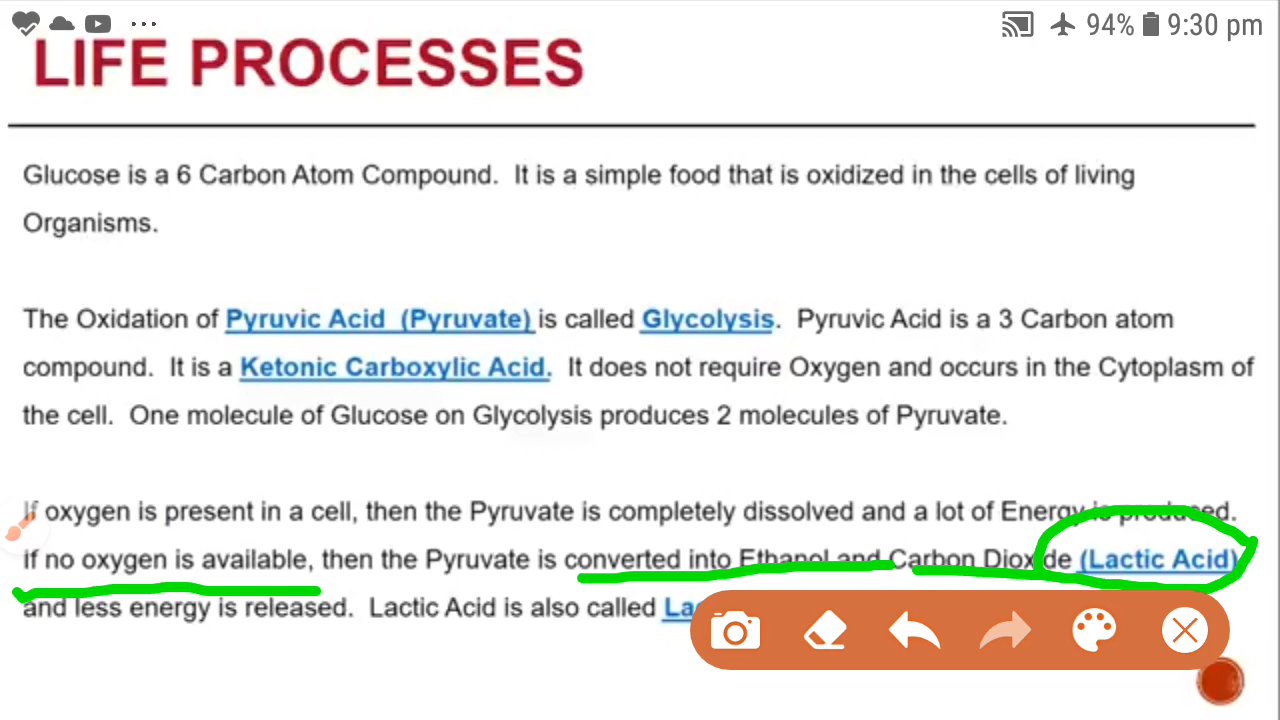 94% 9:30 pm
LIFE PROCESSES
Glucose is a 6 Carbon Atom Compound. It is a simple food that is oxidized in the cells of living
Organisms.
The Oxidation of Pyruvic Acid (Pyruvate) is called Glycolysis. Pyruvic Acid is a 3 Carbon atom
compound. It is a Ketonic Carboxylic Acid. It does not require Oxygen and occurs in the Cytoplasm of
the cell. One molecule of Glucose on Glycolysis produces 2 molecules of Pyruvate.
If oxygen is present in a cell, then the Pyruvate is completely dissolved and a lot of Energy is produced.
if no oxygen is available, then the Pyruvate is converted into Ethanol and Carbon Dioxide (Lactic Acid)
and less energy is released. Lactic Acid is also called